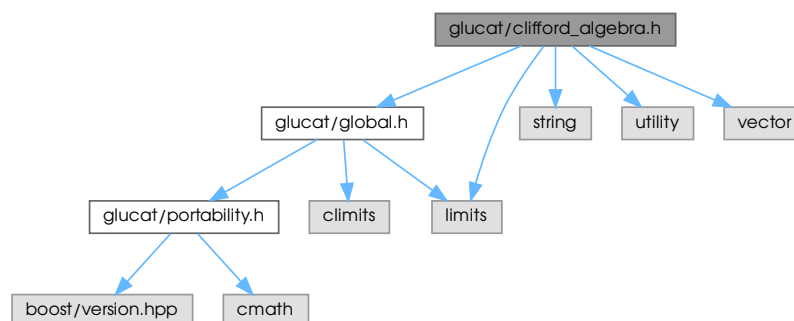 glucat/clifford_algebra.h
glucat/global.h
string
utility
vector
glucat/portability.h
climits
limits
boost/version.hpp
cmath